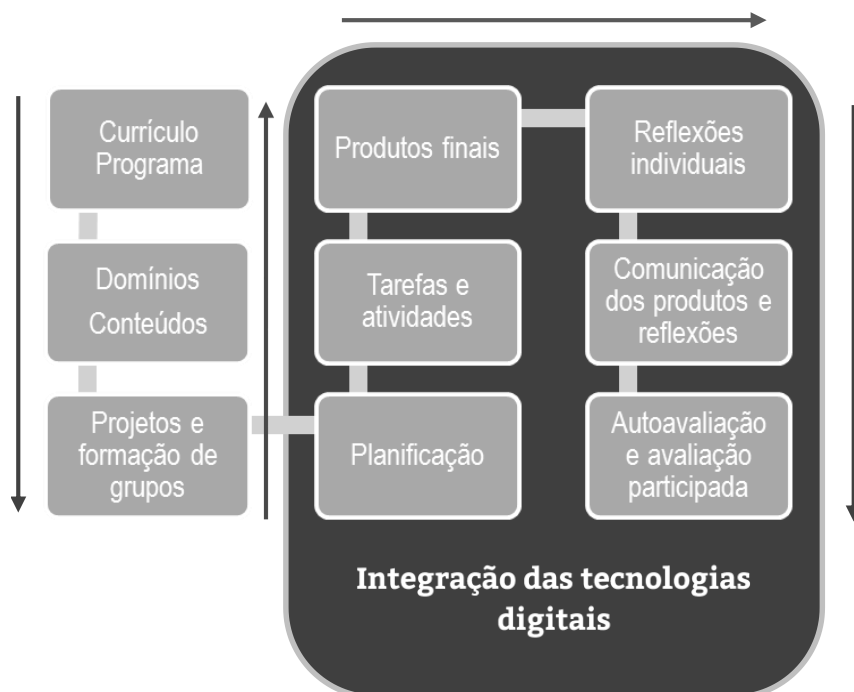 Currículo
Programa
Domínios
Conteúdos
Projetos e
formação de
grupos
Planificação
Tarefas e
atividades
Produtos finais
Reflexões
individuais
Comunicação
dos produtos e
reflexões
Autoavaliação
e avaliação
participada
Integração das tecnologias
digitais